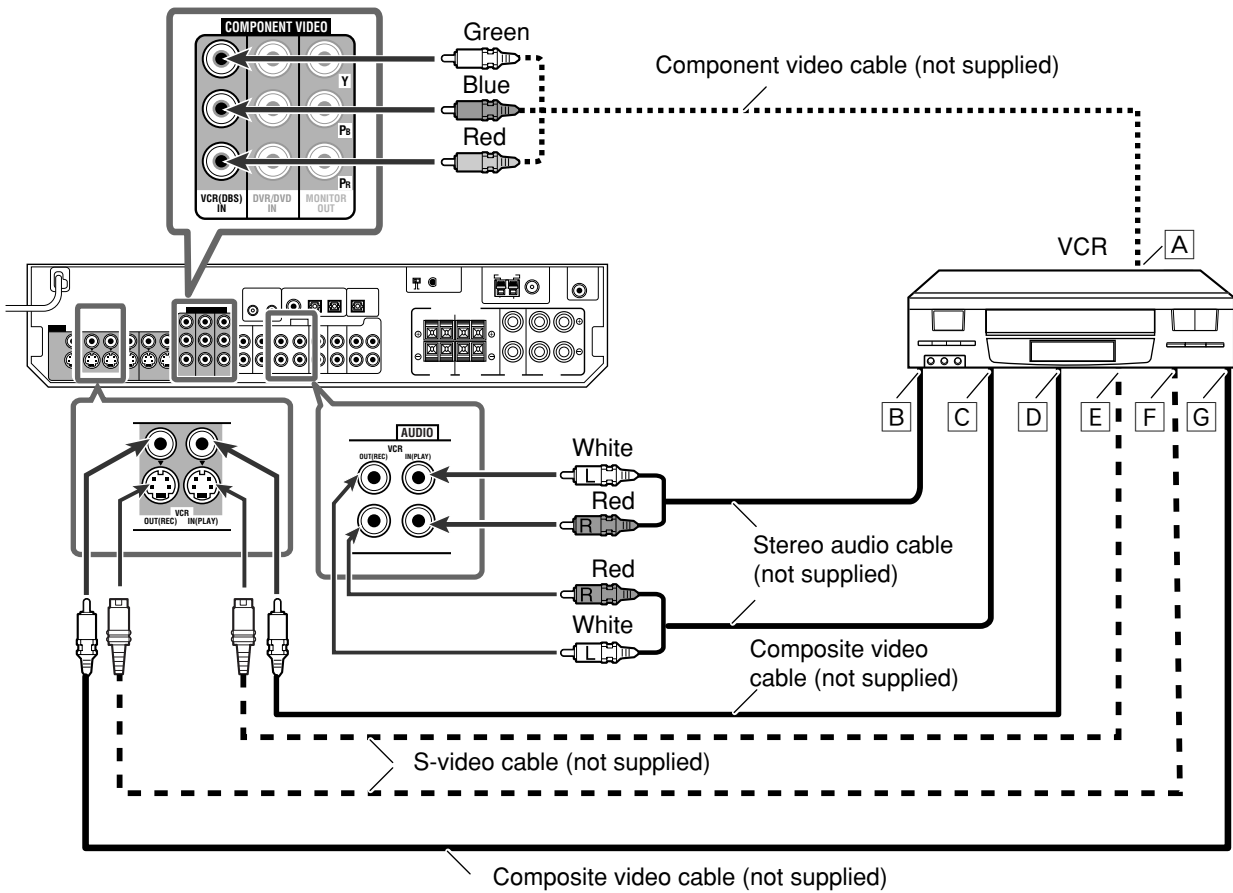 COMPONENT VIDEO
Green
Y
Blue
PB
Red
PR
VCR(DBS)
IN
DVR/DVD
IN
MONITOR
OUT
Component video cable (not supplied)
VCR
A
B
C
D
E
F
G
AUDIO
VCR
OUT(REC) IN(PLAY)
White
L
Red
R
Stereo audio cable
(not supplied)
Red
R
White
L
VCR
OUT(REC) IN(PLAY)
Composite video
cable (not supplied)
S-video cable (not supplied)
Composite video cable (not supplied)